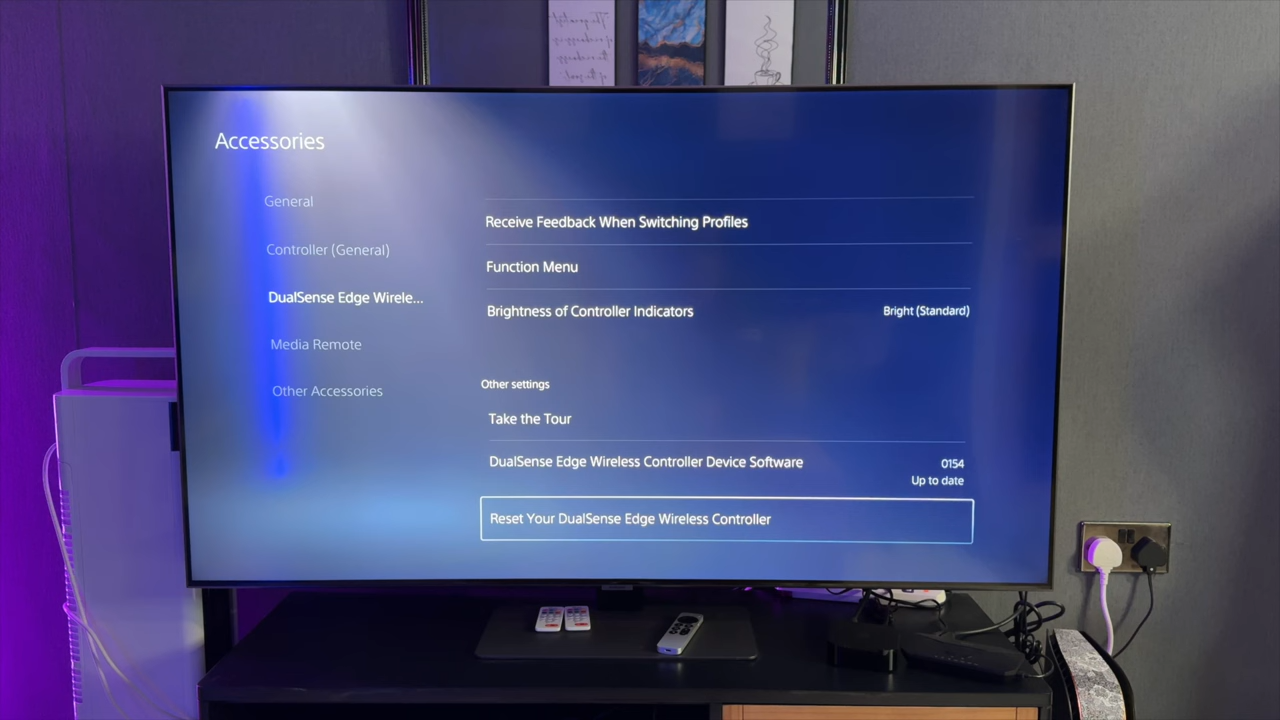 Accessories
General
Controller (General)
DualSense Edge Wirele...
Media Remote
Other Accessories
Receive Feedback When Switching Profiles
Function Menu
Brightness of Controller Indicators
Bright (Standard)
Other settings
Take the Tour
DualSense Edge Wireless Controller Device Software
0154
Up to date
Reset Your DualSense Edge Wireless Controller